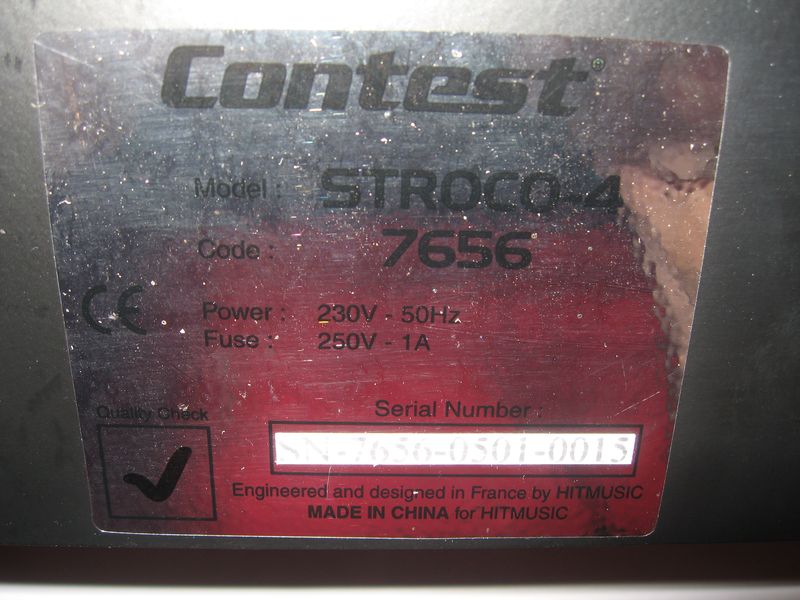 Contest
Model : STROCO-4
Code : 7656
CE
Power : 230V - 50Hz
Fuse : 250V - 1A
Quality Check
Serial Number :
SN-7656-0501-0015
Engineered and designed in France by HITMUSIC
MADE IN CHINA for HITMUSIC